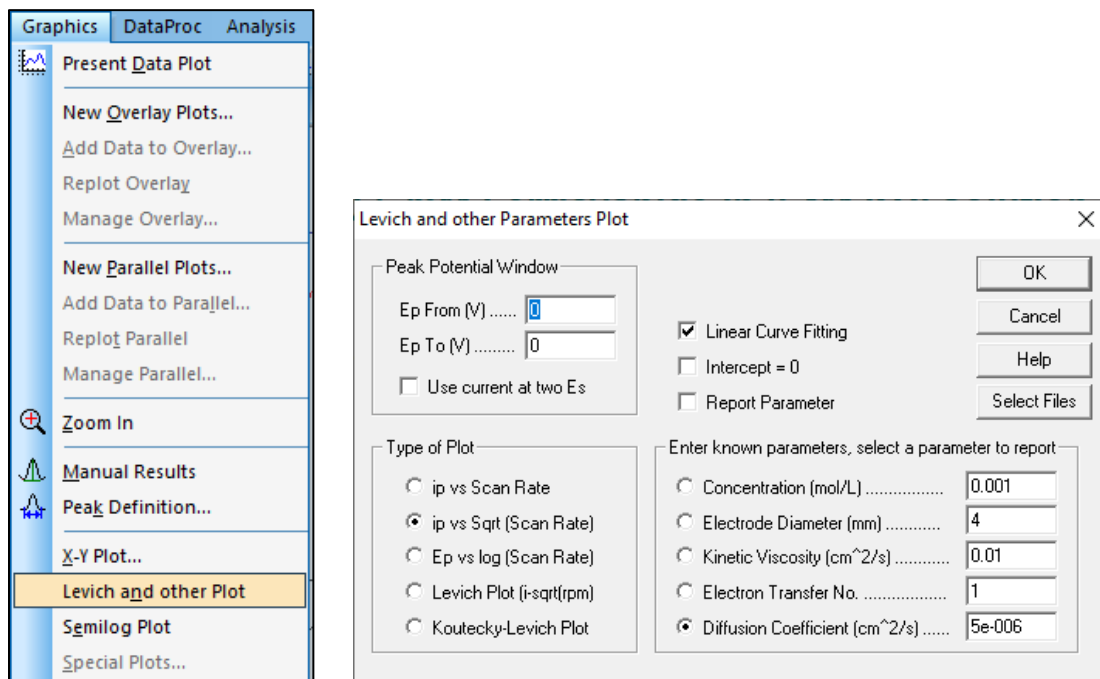 Graphics DataProc Analysis
Present Data Plot
New Overlay Plots...
Add Data to Overlay...
Replot Overlay
Manage Overlay...
New Parallel Plots...
Add Data to Parallel...
Replot Parallel
Manage Parallel...
Zoom In
Manual Results
Peak Definition...
X-Y Plot...
Levich and other Plot
Semilog Plot
Special Plots...
Levich and other Parameters Plot
Peak Potential Window
Ep From (V) ...... 0
Ep To (V) ......... 0
Use current at two Es
Linear Curve Fitting
Intercept = 0
Report Parameter
OK
Cancel
Help
Select Files
Type of Plot
ip vs Scan Rate
ip vs Sqrt (Scan Rate)
Ep vs log (Scan Rate)
Levich Plot (i-sqrt(rpm)
Koutecky-Levich Plot
Enter known parameters, select a parameter to report
Concentration (mol/L) ................. 0.001
Electrode Diameter (mm) ............ 4
Kinetic Viscosity (cm^2/s) ............ 0.01
Electron Transfer No. .................. 1
Diffusion Coefficient (cm^2/s) ...... 5e-006